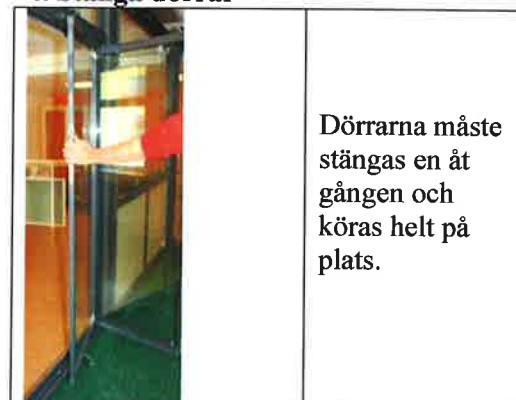 Dörrarna måste
stängas en åt
gången och
köras helt på
plats.